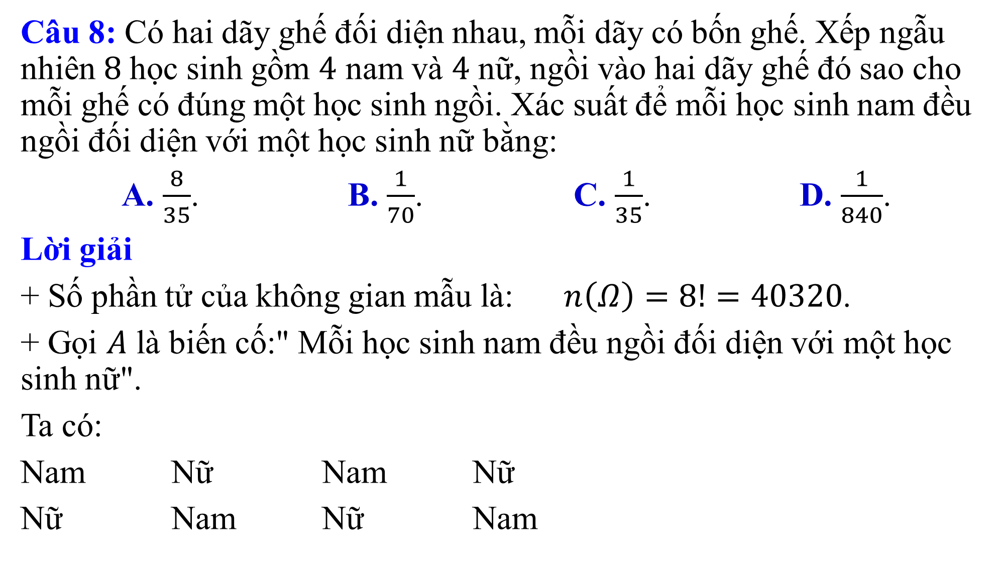 Câu 8: Có hai dãy ghế đối diện nhau, mỗi dãy có bốn ghế. Xếp ngẫu
nhiên 8 học sinh gồm 4 nam và 4 nữ, ngồi vào hai dãy ghế đó sao cho
mỗi ghế có đúng một học sinh ngồi. Xác suất để mỗi học sinh nam đều
ngồi đối diện với một học sinh nữ bằng:
A. 8/35. B. 1/70. C. 1/35. D. 1/840.
Lời giải
+ Số phần tử của không gian mẫu là: n(Ω) = 8! = 40320.
+ Gọi A là biến cố:" Mỗi học sinh nam đều ngồi đối diện với một học
sinh nữ".
Ta có:
Nam Nữ Nam Nữ
Nữ Nam Nữ Nam